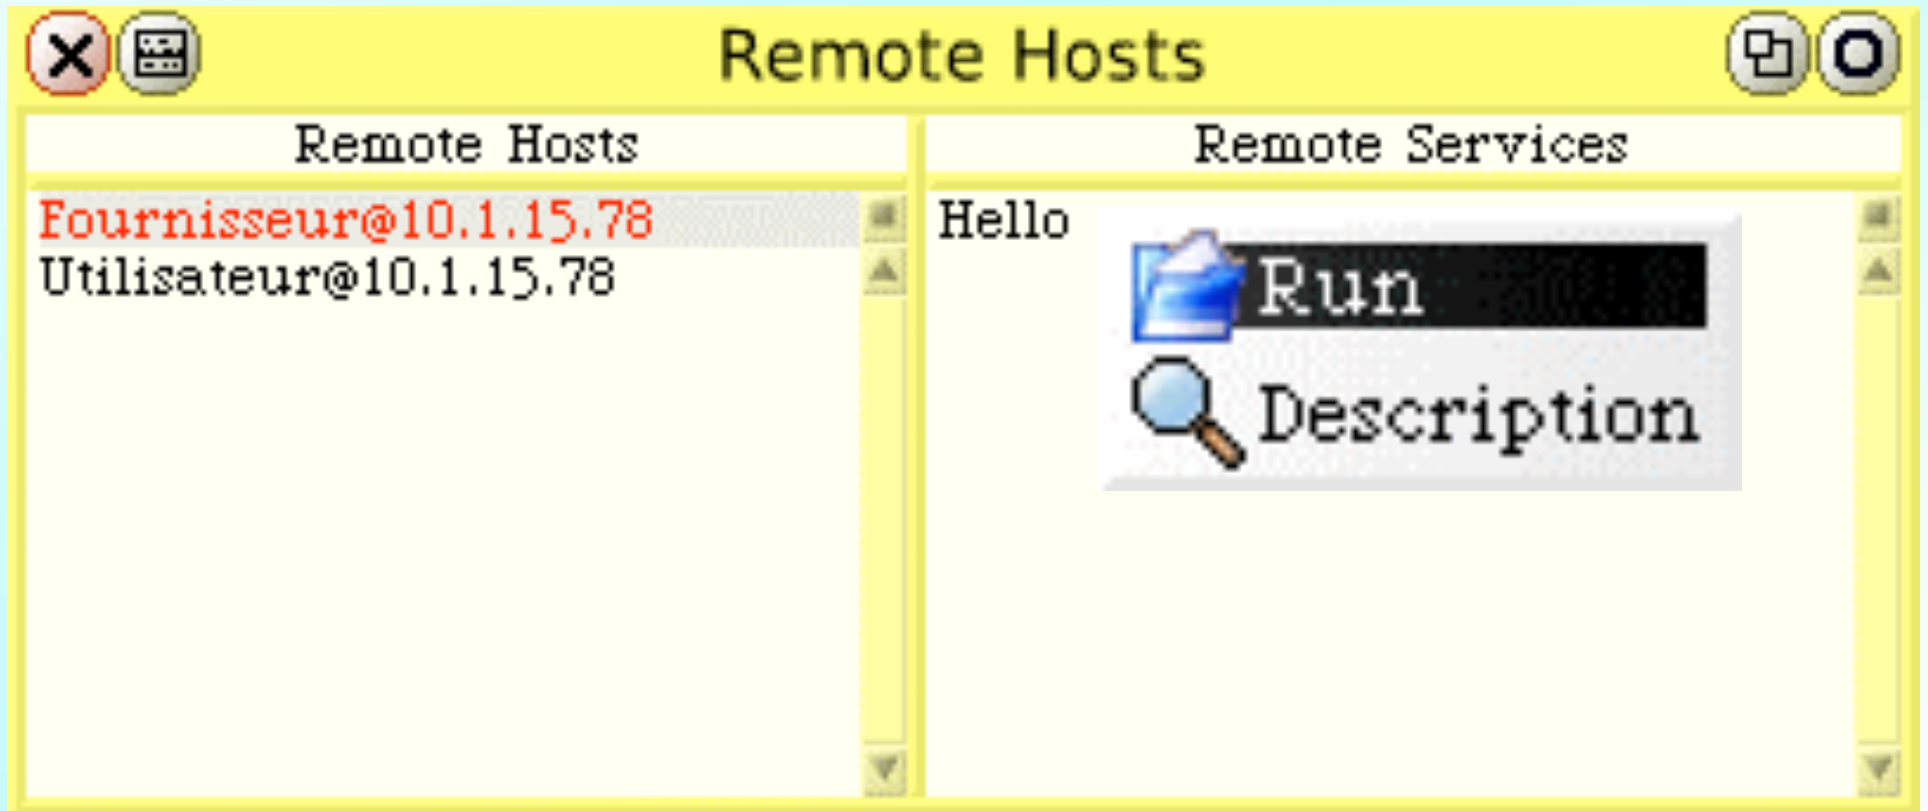 Remote Hosts
Remote Hosts
Remote Services
Fournisseur@10.1.15.78
Utilisateur@10.1.15.78
Hello
Run
Description